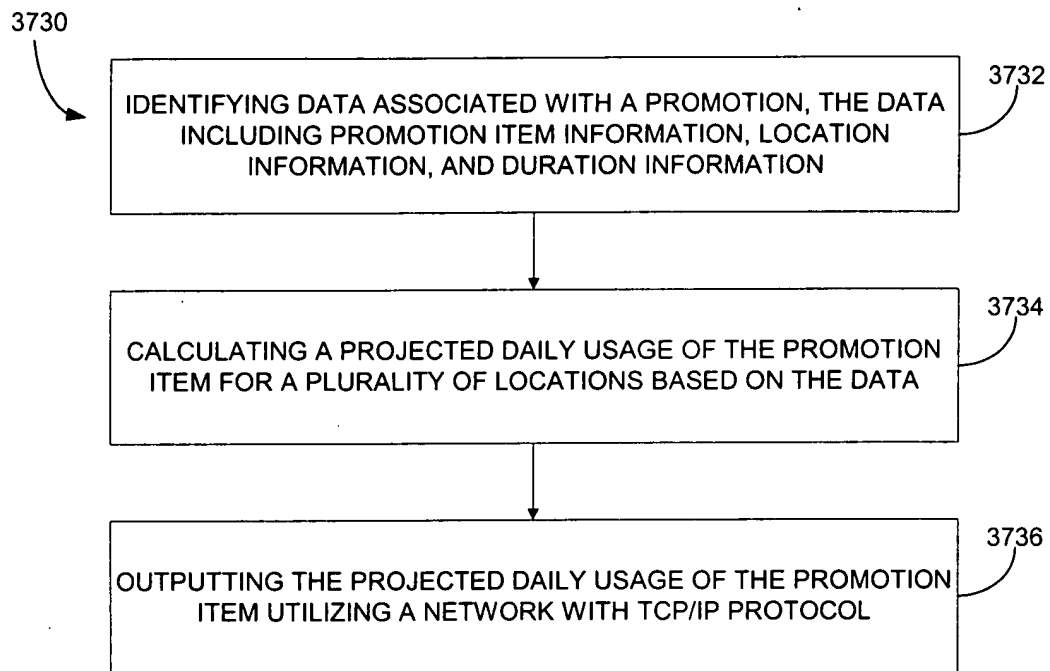 3730
3732
IDENTIFYING DATA ASSOCIATED WITH A PROMOTION, THE DATA
INCLUDING PROMOTION ITEM INFORMATION, LOCATION
INFORMATION, AND DURATION INFORMATION
3734
CALCULATING A PROJECTED DAILY USAGE OF THE PROMOTION
ITEM FOR A PLURALITY OF LOCATIONS BASED ON THE DATA
3736
OUTPUTTING THE PROJECTED DAILY USAGE OF THE PROMOTION
ITEM UTILIZING A NETWORK WITH TCP/IP PROTOCOL